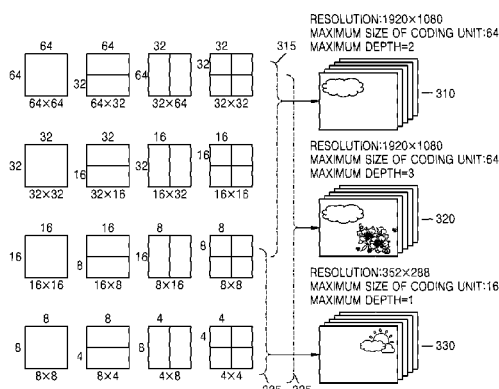 RESOLUTION:1920×1080
MAXIMUM SIZE OF CODING UNIT:64
MAXIMUM DEPTH=2
64 64 32 32 315
64 32 64 32
64×64 64×32 32×64 32×32
310
RESOLUTION:1920×1080
MAXIMUM SIZE OF CODING UNIT:64
MAXIMUM DEPTH=3
32 32 16 16
32 16 32 16
32×32 32×16 16×32 16×16
320
RESOLUTION:352×288
MAXIMUM SIZE OF CODING UNIT:16
MAXIMUM DEPTH=1
16 16 8 8
16 8 16 8
16×16 16×8 8×16 8×8
330
8 8 4 4
8 4 8 4
8×8 8×4 4×8 4×4